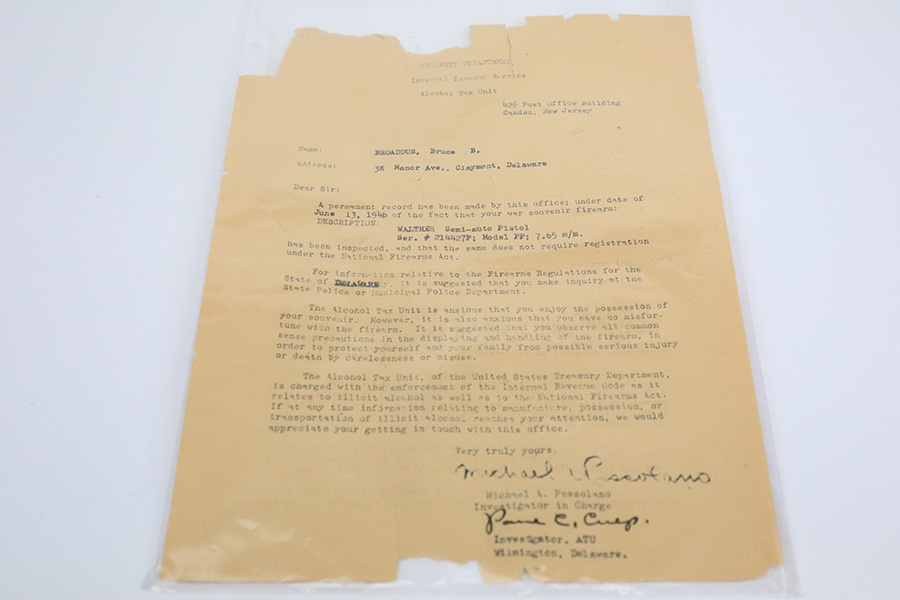 TREASURY DEPARTMENT
Internal Revenue Service
Alcohol Tax Unit
426 Post Office Building
Camden, New Jersey
Name: BROADDUS, Bruce B.
Address: 38 Manor Ave., Claymont, Delaware
Dear Sir:
A permanent record has been made by this office; under date of
June 13, 1946 of the fact that your war souvenir firearm:
DESCRIPTION:
WALTHER Semi-auto Pistol
Ser. # 214427P; Model PP; 7.65 m/m.
has been inspected, and that the same does not require registration
under the National Firearms Act.
For information relative to the Firearms Regulations for the
State of DELAWARE, it is suggested that you make inquiry at the
State Police or Municipal Police Department.
The Alcohol Tax Unit is anxious that you enjoy the possession of
your souvenir. However, it is also anxious that you have no misfor-
tune with the firearm. It is suggested that you observe all common
sense precautions in the displaying and handling of the firearm, in
order to protect yourself and your family from possible serious injury
or death by carelessness or misuse.
The Alcohol Tax Unit, of the United States Treasury Department,
is charged with the enforcement of the Internal Revenue Code as it
relates to illicit alcohol as well as to the National Firearms Act.
If at any time information relating to manufacture, possession, or
transportation of illicit alcohol reaches your attention, we would
appreciate your getting in touch with this office.
Very truly yours,
Michael A. Pessolano
Michael A. Pessolano
Investigator in Charge
Paul C. Culp.
Investigator, ATU
Wilmington, Delaware.